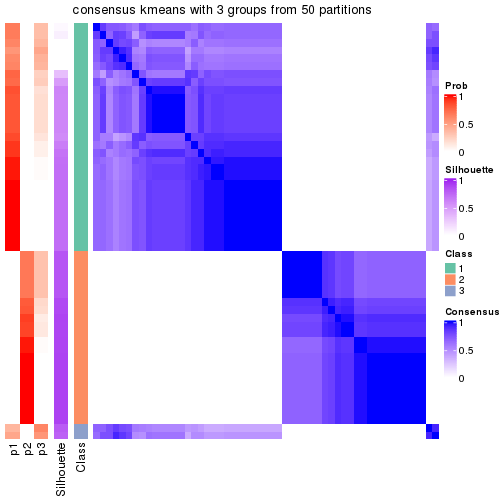 consensus kmeans with 3 groups from 50 partitions
Prob
1
0.5
0
Silhouette
1
0.5
0
Class
1
2
3
Consensus
1
0.5
0
p1
p2
p3
Silhouette
Class